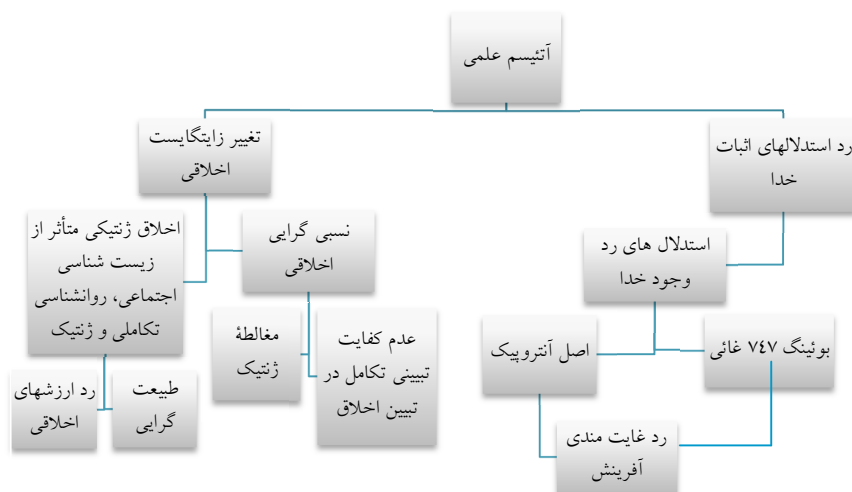 آتئیسم علمی
رد استدلالهای اثبات
خدا
تغییر زایتگایست
اخلاقی
استدلال های رد
وجود خدا
نسبی گرایی
اخلاقی
اخلاق ژنتیکی متأثر از
زیست شناسی
اجتماعی، روانشناسی
تکاملی و ژنتیک
بوئینگ ۷٤۷ غائی
اصل آنتروپیک
عدم کفایت
تبیینی تکامل در
تبیین اخلاق
مغالطۀ
ژنتیک
طبیعت
گرایی
رد ارزشهای
اخلاقی
رد غایت مندی
آفرینش